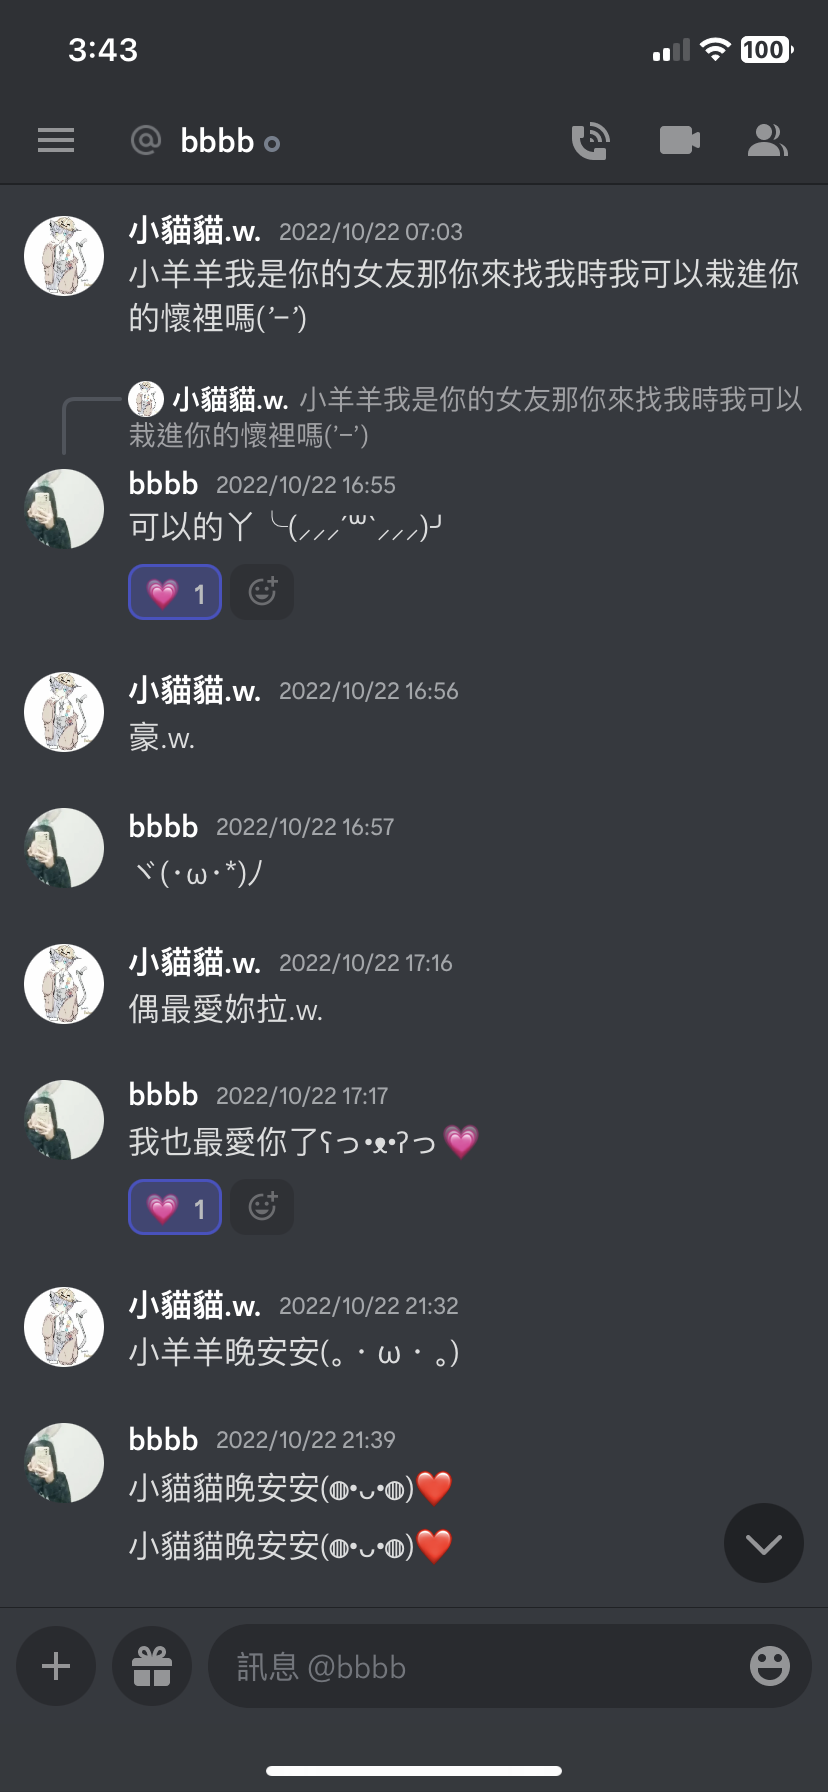 3:43
100
@ bbbb
小貓貓.w. 2022/10/22 07:03
小羊羊我是你的女友那你來找我時我可以栽進你
的懷裡嗎(’−’)
小貓貓.w. 小羊羊我是你的女友那你來找我時我可以
栽進你的懷裡嗎(’−’)
bbbb 2022/10/22 16:55
可以的丫╰(⸝⸝⸝´꒳`⸝⸝⸝)╯
💗 1
小貓貓.w. 2022/10/22 16:56
豪.w.
bbbb 2022/10/22 16:57
ヾ(･ω･*)ﾉ
小貓貓.w. 2022/10/22 17:16
偶最愛妳拉.w.
bbbb 2022/10/22 17:17
我也最愛你了ʕっ•ᴥ•ʔっ💗
💗 1
小貓貓.w. 2022/10/22 21:32
小羊羊晚安安(｡・ω・｡)
bbbb 2022/10/22 21:39
小貓貓晚安安(◍•ᴗ•◍)❤️
小貓貓晚安安(◍•ᴗ•◍)❤️
訊息 @bbbb